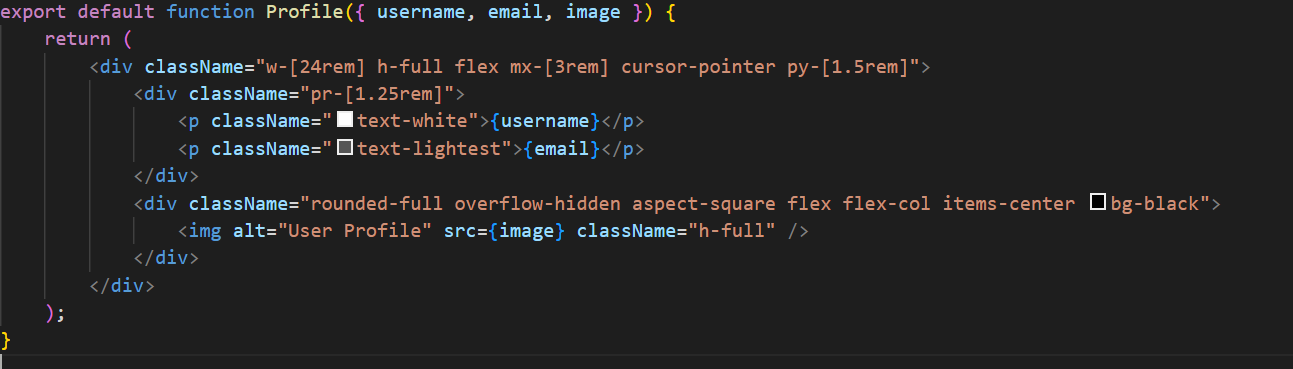 export default function Profile({ username, email, image }) {
    return (
        <div className="w-[24rem] h-full flex mx-[3rem] cursor-pointer py-[1.5rem]">
            <div className="pr-[1.25rem]">
                <p className="text-white">{username}</p>
                <p className="text-lightest">{email}</p>
            </div>
            <div className="rounded-full overflow-hidden aspect-square flex flex-col items-center bg-black">
                <img alt="User Profile" src={image} className="h-full" />
            </div>
        </div>
    );
}